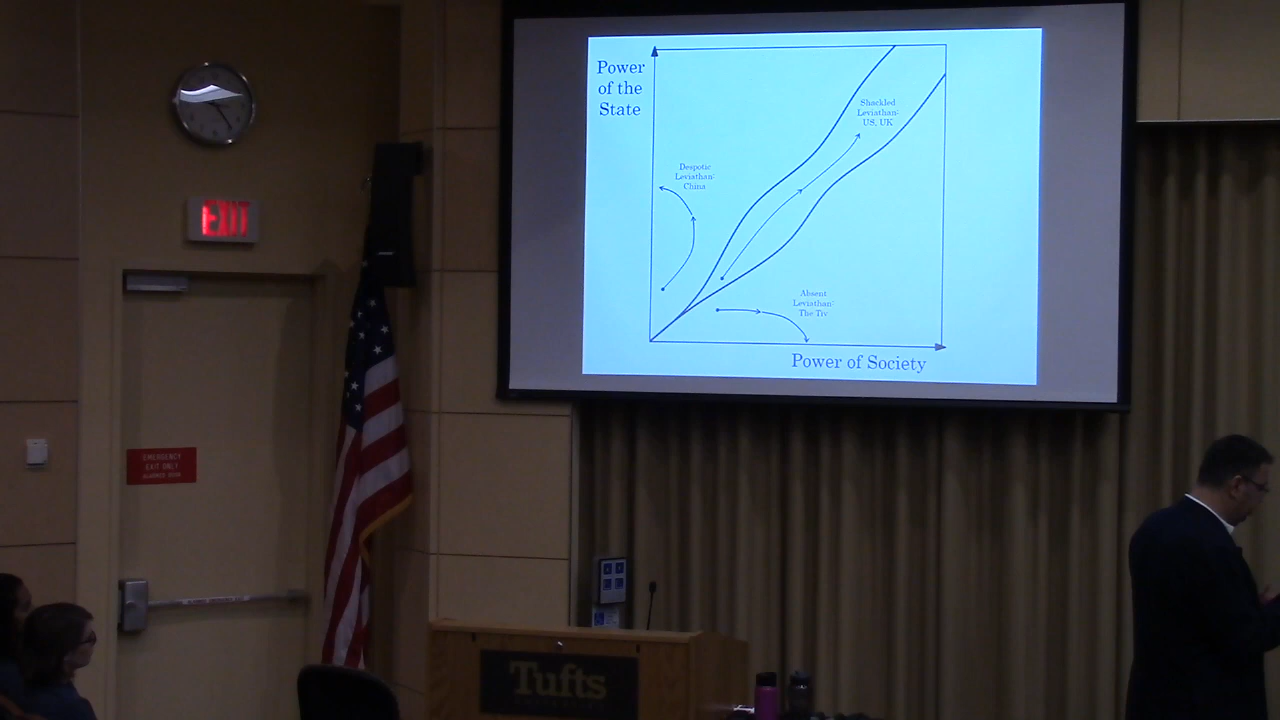 Power
of the
State
Shackled
Leviathan:
US, UK
Despotic
Leviathan:
China
Absent
Leviathan:
The Tiv
Power of Society
EXIT
EMERGENCY
EXIT ONLY
Tufts